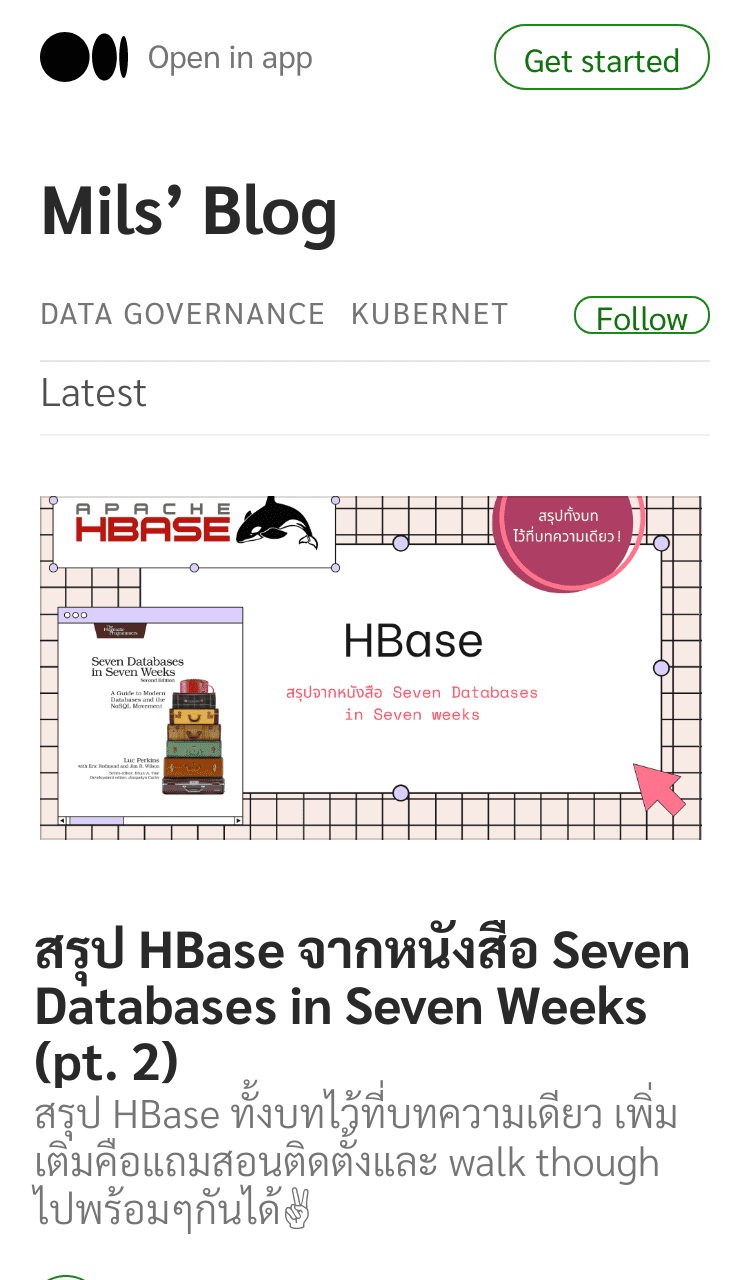 Open in app
Get started
Mils’ Blog
DATA GOVERNANCE KUBERNET
Follow
Latest
APACHE
HBASE
สรุปทั้งบท
ไว้ที่บทความเดียว!
HBase
สรุปจากหนังสือ Seven Databases
in Seven weeks
The
Pragmatic
Programmers
Seven Databases
in Seven Weeks
Second Edition
A Guide to Modern
Databases and the
NoSQL Movement
Luc Perkins
with Eric Redmond and Jim R. Wilson
Development editor: Jacquelyn Carter
สรุป HBase จากหนังสือ Seven
Databases in Seven Weeks
(pt. 2)
สรุป HBase ทั้งบทไว้ที่บทความเดียว เพิ่ม
เติมคือแถมสอนติดตั้งและ walk though
ไปพร้อมๆกันได้✌